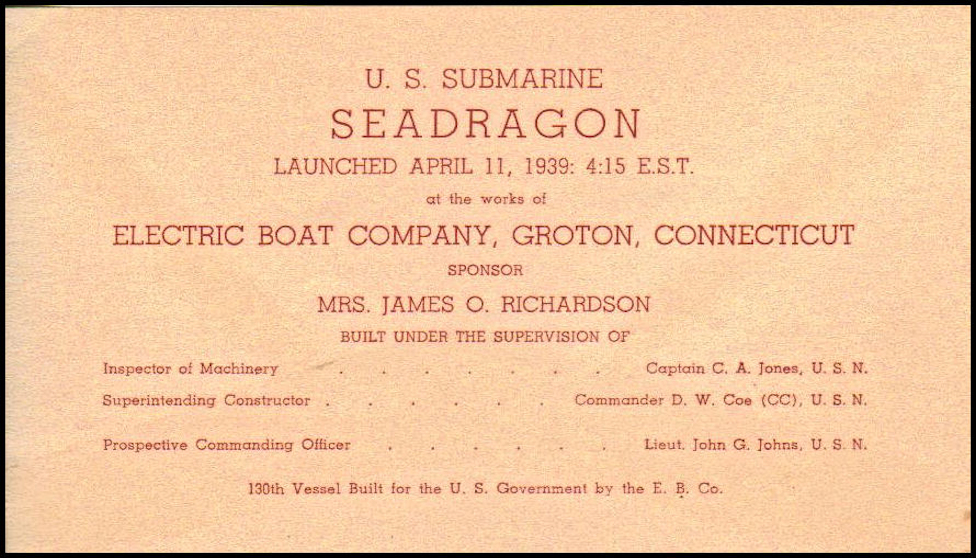 U. S. SUBMARINE
SEADRAGON
LAUNCHED APRIL 11, 1939: 4:15 E.S.T.
at the works of
ELECTRIC BOAT COMPANY, GROTON, CONNECTICUT
SPONSOR
MRS. JAMES O. RICHARDSON
BUILT UNDER THE SUPERVISION OF
Inspector of Machinery . . . . . . . Captain C. A. Jones, U. S. N.
Superintending Constructor . . . . . . Commander D. W. Coe (CC), U. S. N.
Prospective Commanding Officer . . . . . . Lieut. John G. Johns, U. S. N.
130th Vessel Built for the U. S. Government by the E. B. Co.